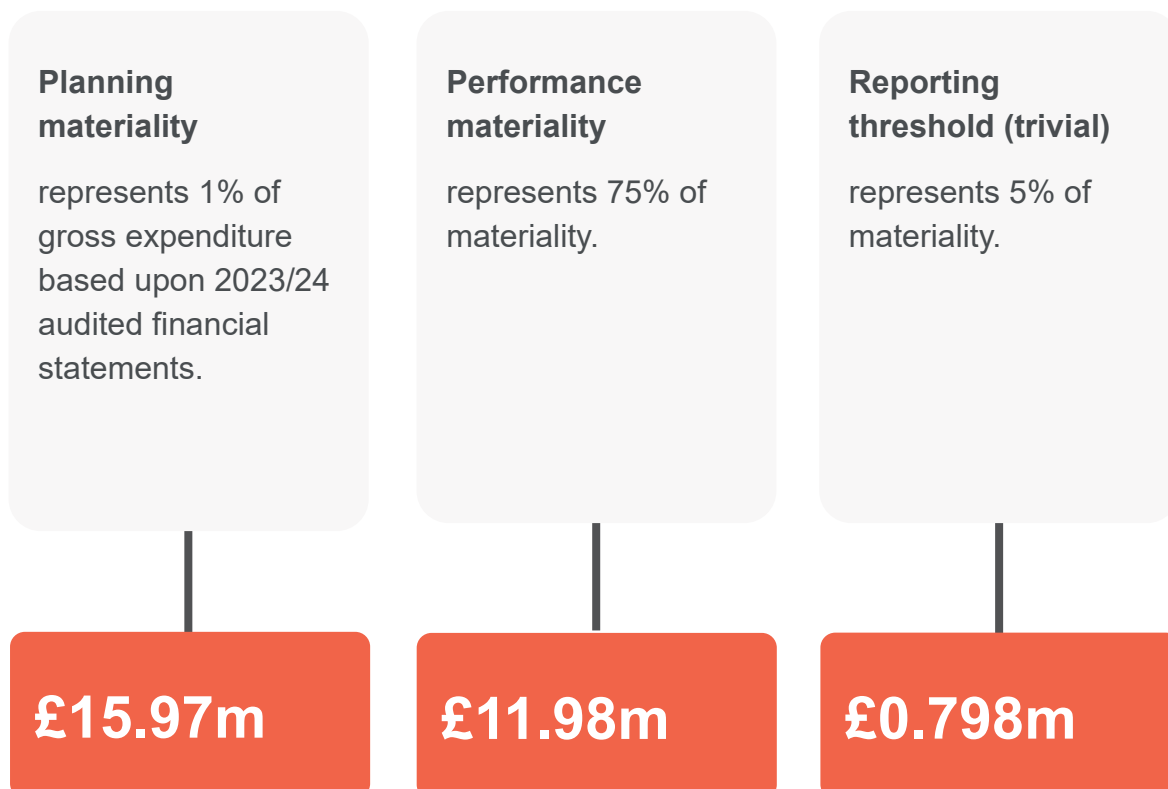 Planning
materiality
represents 1% of
gross expenditure
based upon 2023/24
audited financial
statements.
£15.97m
Performance
materiality
represents 75% of
materiality.
£11.98m
Reporting
threshold (trivial)
represents 5% of
materiality.
£0.798m